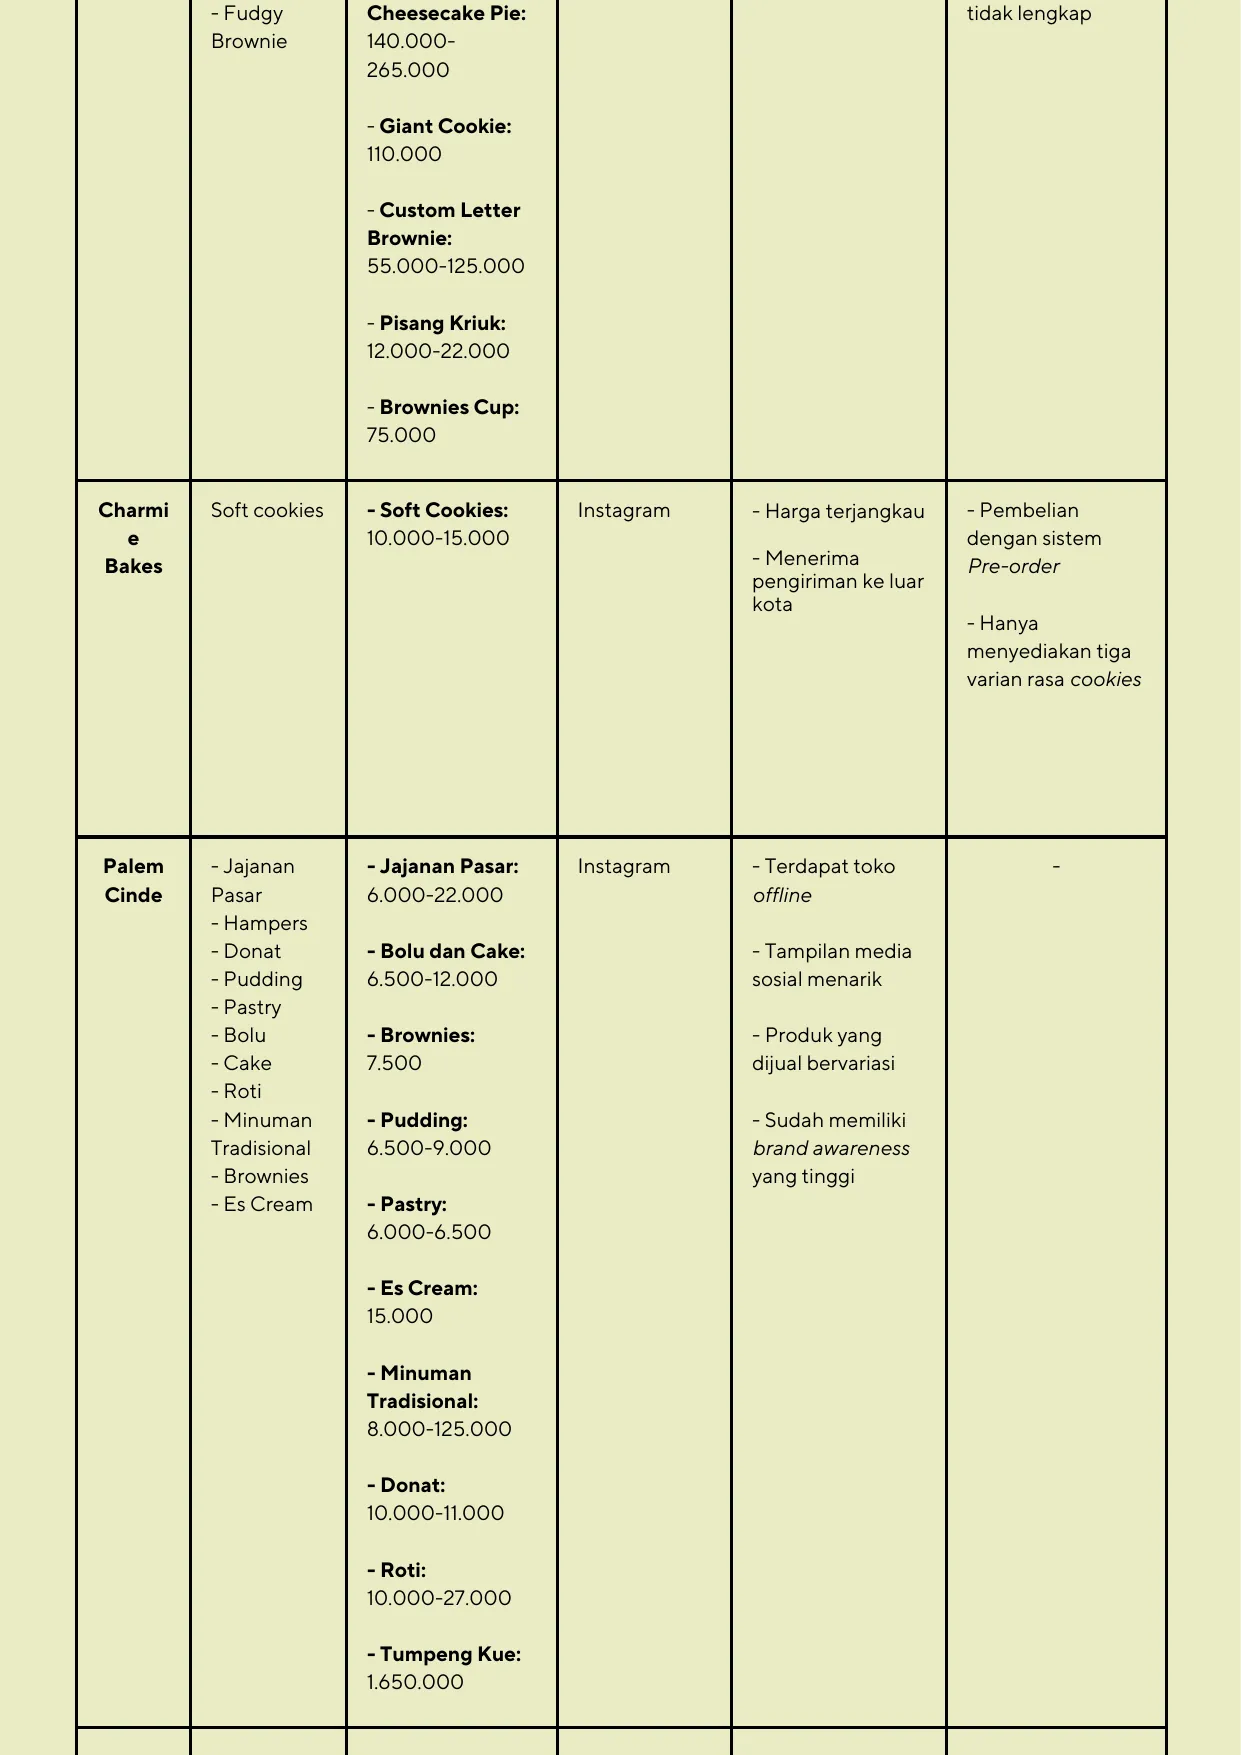 - Fudgy
Brownie
Cheesecake Pie:
140.000-
265.000
- Giant Cookie:
110.000
- Custom Letter
Brownie:
55.000-125.000
- Pisang Kriuk:
12.000-22.000
- Brownies Cup:
75.000
tidak lengkap
Charmi
e
Bakes
Soft cookies
- Soft Cookies:
10.000-15.000
Instagram
- Harga terjangkau
- Menerima
pengiriman ke luar
kota
- Pembelian
dengan sistem
Pre-order
- Hanya
menyediakan tiga
varian rasa cookies
Palem
Cinde
- Jajanan
Pasar
- Hampers
- Donat
- Pudding
- Pastry
- Bolu
- Cake
- Roti
- Minuman
Tradisional
- Brownies
- Es Cream
- Jajanan Pasar:
6.000-22.000
- Bolu dan Cake:
6.500-12.000
- Brownies:
7.500
- Pudding:
6.500-9.000
- Pastry:
6.000-6.500
- Es Cream:
15.000
- Minuman
Tradisional:
8.000-125.000
- Donat:
10.000-11.000
- Roti:
10.000-27.000
- Tumpeng Kue:
1.650.000
Instagram
- Terdapat toko
offline
- Tampilan media
sosial menarik
- Produk yang
dijual bervariasi
- Sudah memiliki
brand awareness
yang tinggi
-